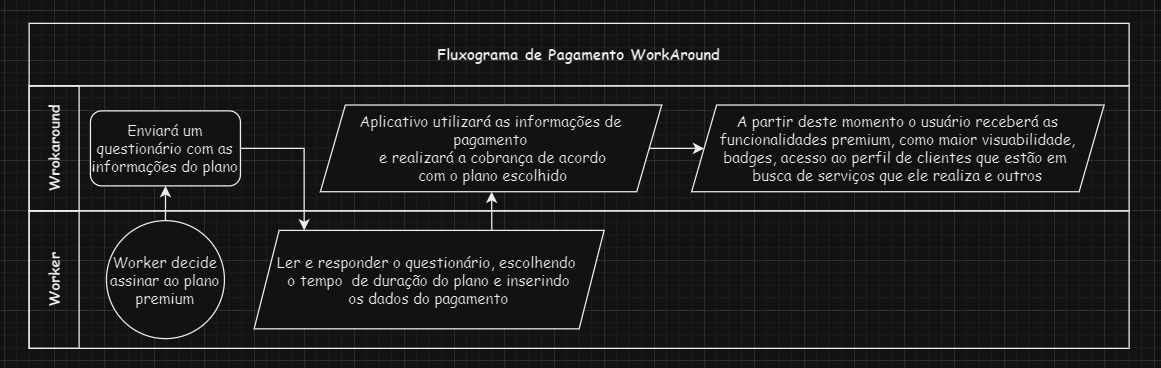 Fluxograma de Pagamento WorkAround
Wrokaround
Enviará um
questionário com as
informações do plano
Aplicativo utilizará as informações de
pagamento
e realizará a cobrança de acordo
com o plano escolhido
A partir deste momento o usuário receberá as
funcionalidades premium, como maior visuabilidade,
badges, acesso ao perfil de clientes que estão em
busca de serviços que ele realiza e outros
Worker
Worker decide
assinar ao plano
premium
Ler e responder o questionário, escolhendo
o tempo de duração do plano e inserindo
os dados do pagamento